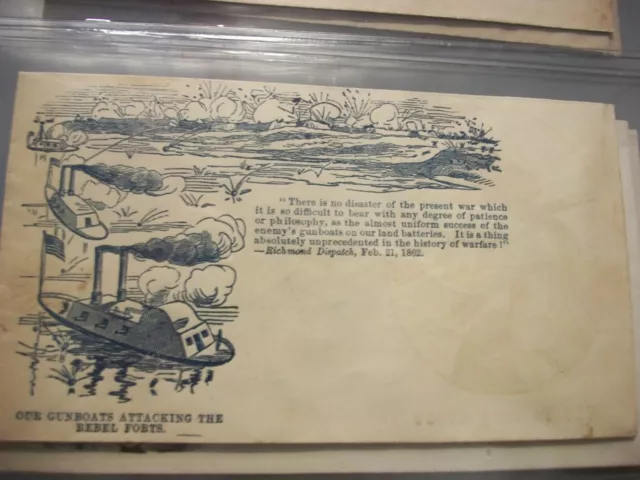 "There is no disaster of the present war which
it is so difficult to bear with any degree of patience
or philosophy, as the almost uniform success of the
enemy's gunboats on our land batteries. It is a thing
absolutely unprecedented in the history of warfare!"
—Richmond Dispatch, Feb. 21, 1862.
OUR GUNBOATS ATTACKING THE
REBEL FORTS.